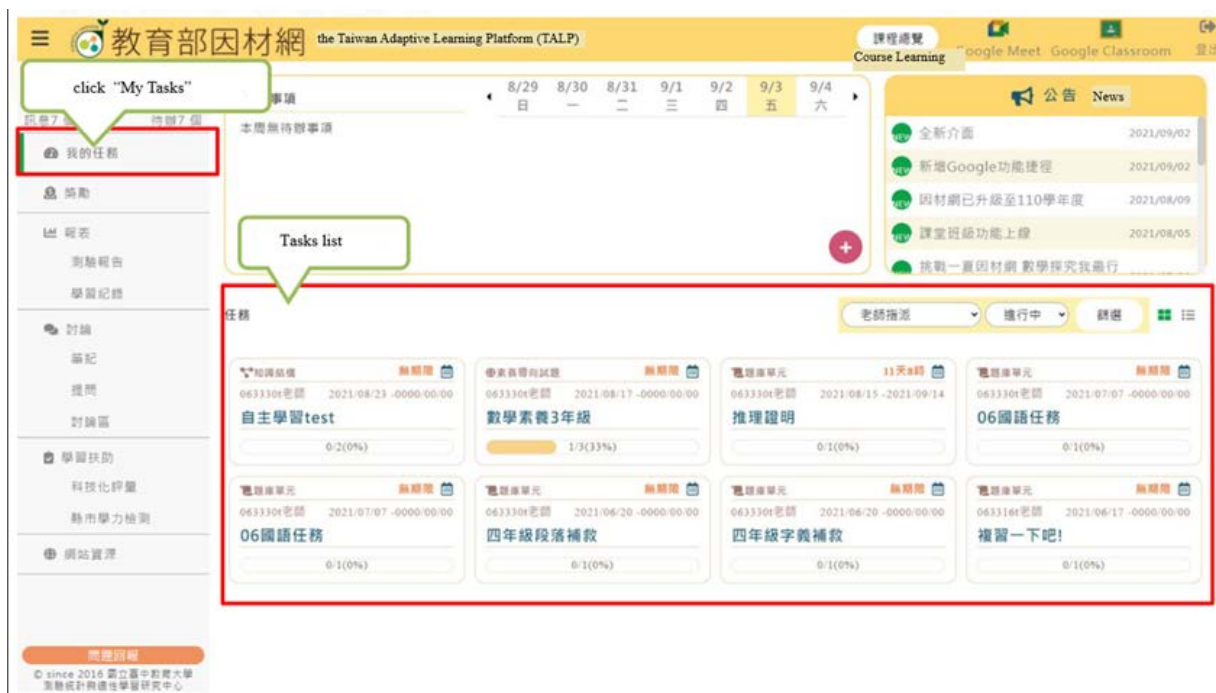 教育部因材網 the Taiwan Adaptive Learning Platform (TALP)
課程總覽
Course Learning
Google Meet
Google Classroom
登出
click “My Tasks”
待辦7 個
我的任務
獎勵
報表
測驗報告
學習紀錄
討論
筆記
提問
討論區
學習扶助
科技化評量
縣市學力檢測
網站資源
問題回報
© since 2016 國立臺中教育大學
測驗統計與適性學習研究中心
事項
8/29 8/30 8/31 9/1 9/2 9/3 9/4
日 一 二 三 四 五 六
本周無待辦事項
公告 News
NEW 全新介面 2021/09/02
NEW 新增Google功能捷徑 2021/09/02
NEW 因材網已升級至110學年度 2021/08/09
NEW 課堂班級功能上線 2021/08/05
挑戰一夏因材網 數學探究我最行
Tasks list
任務
老師指派 進行中 篩選
知識結構 無期限
063330t老師 2021/08/23 -0000/00/00
自主學習test
0/2(0%)
素養導向試題 無期限
063330t老師 2021/08/17 -0000/00/00
數學素養3年級
1/3(33%)
題庫單元 11天8時
063330t老師 2021/08/15 -2021/09/14
推理證明
0/1(0%)
題庫單元 無期限
063330t老師 2021/07/07 -0000/00/00
06國語任務
0/1(0%)
題庫單元 無期限
063330t老師 2021/07/07 -0000/00/00
06國語任務
0/1(0%)
題庫單元 無期限
063330t老師 2021/06/20 -0000/00/00
四年級段落補救
0/1(0%)
題庫單元 無期限
063330t老師 2021/06/20 -0000/00/00
四年級字義補救
0/1(0%)
題庫單元 無期限
063316t老師 2021/06/17 -0000/00/00
複習一下吧!
0/1(0%)